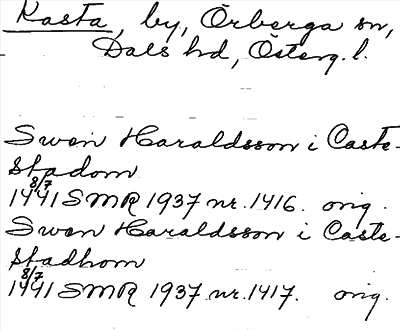 Kasta, by, Örberga sn,
Dals hd, Österg. l.
Swen Haraldsson i Caste-
stadom
8/7
1441 SMR 1937 nr. 1416. orig.
Swen Haraldsson i Caste-
stadhom
8/7
1441 SMR 1937 nr. 1417. orig.